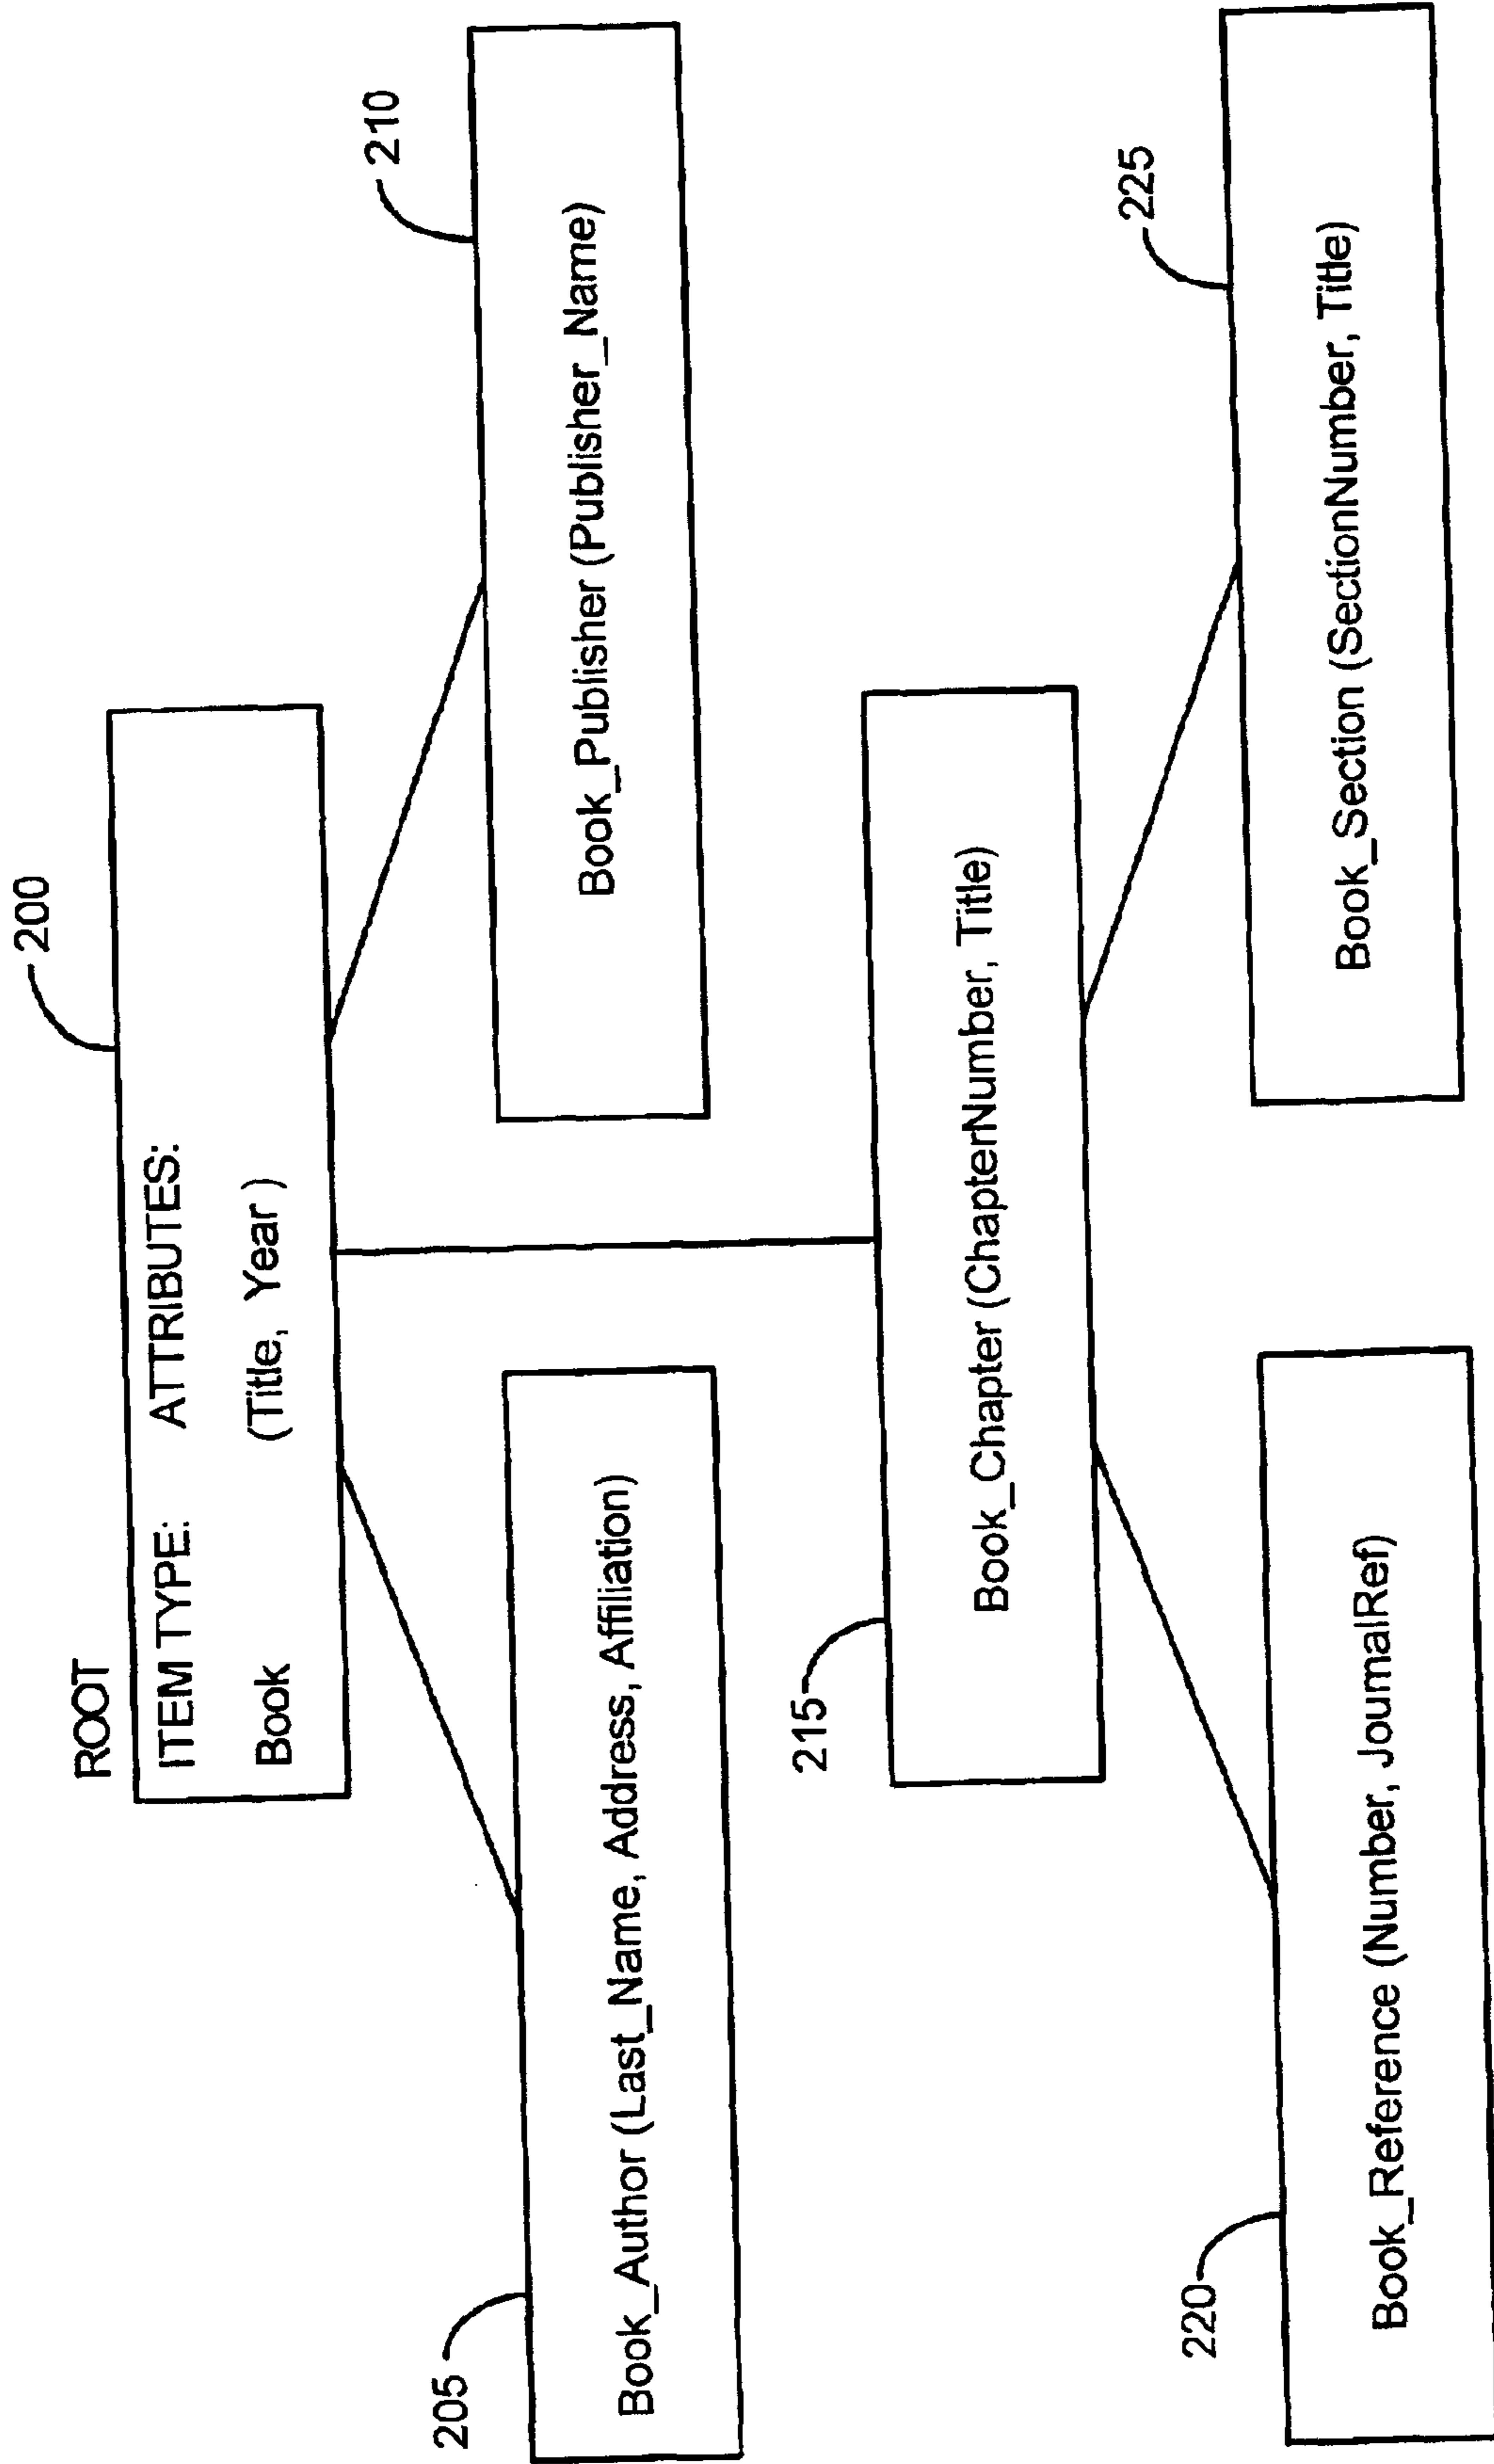 ROOT
200
ITEM TYPE: ATTRIBUTES:
Book (Title, Year )
205
210
Book_Author (Last_Name, Address, Affiliation)
Book_Publisher (Publisher_Name)
215
Book_Chapter (ChapterNumber, Title)
220
225
Book_Reference (Number, JournalRef)
Book_Section (SectionNumber, Title)